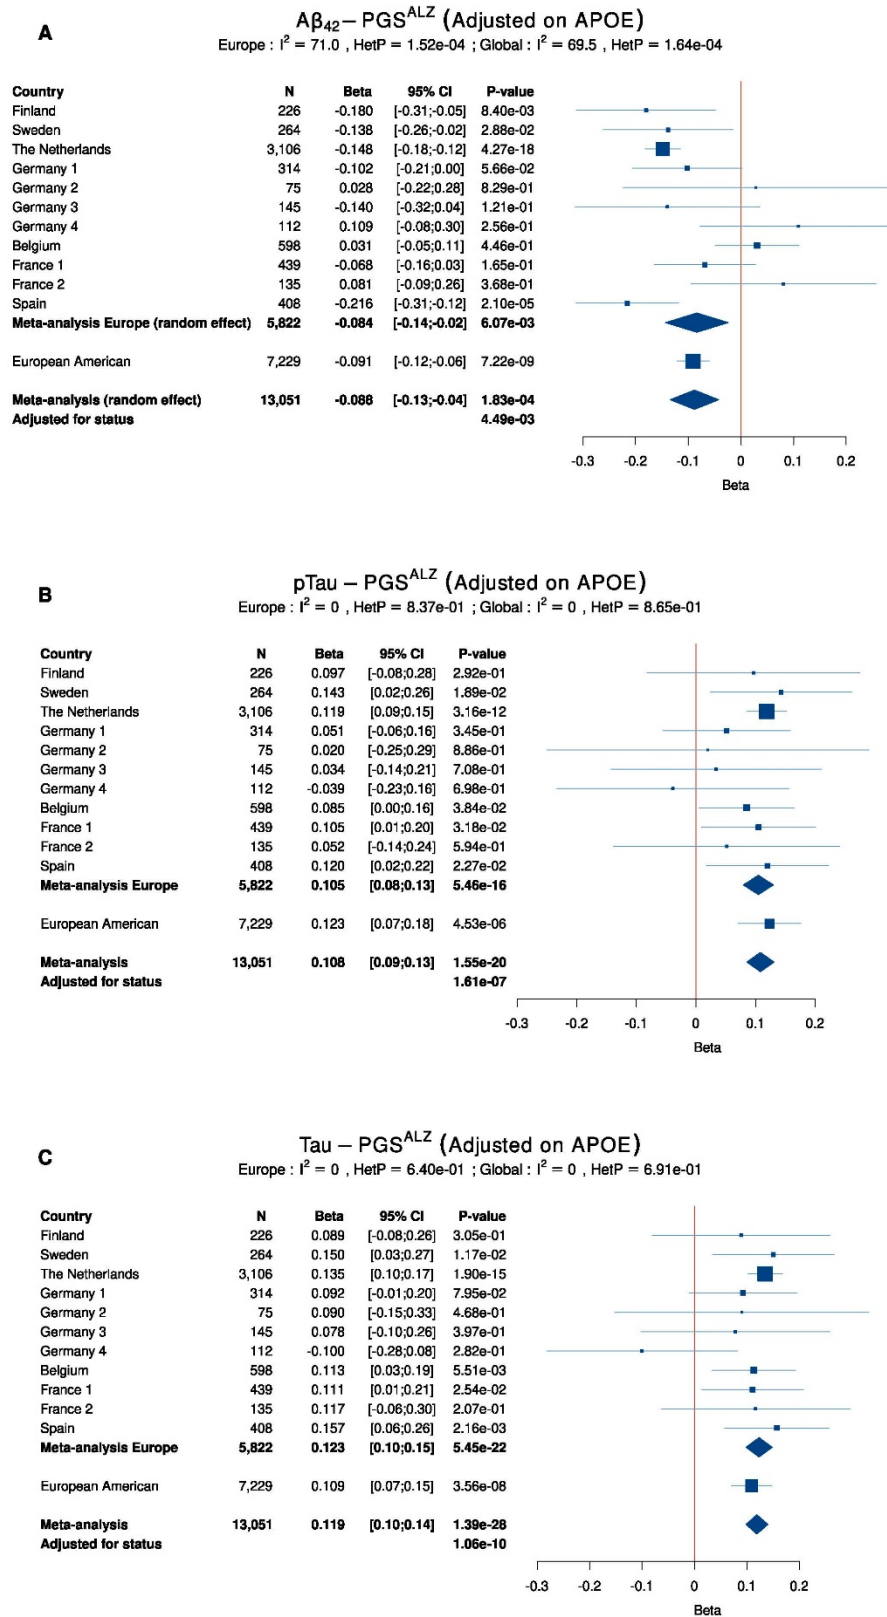 A
Aβ42 – PGS^ALZ (Adjusted on APOE)
Europe : I² = 71.0 , HetP = 1.52e-04 ; Global : I² = 69.5 , HetP = 1.64e-04
Country N Beta 95% CI P-value
Finland 226 -0.180 [-0.31;-0.05] 8.40e-03
Sweden 264 -0.138 [-0.26;-0.02] 2.88e-02
The Netherlands 3,106 -0.148 [-0.18;-0.12] 4.27e-18
Germany 1 314 -0.102 [-0.21;0.00] 5.66e-02
Germany 2 75 0.028 [-0.22;0.28] 8.29e-01
Germany 3 145 -0.140 [-0.32;0.04] 1.21e-01
Germany 4 112 0.109 [-0.08;0.30] 2.56e-01
Belgium 598 0.031 [-0.05;0.11] 4.46e-01
France 1 439 -0.068 [-0.16;0.03] 1.65e-01
France 2 135 0.081 [-0.09;0.26] 3.68e-01
Spain 408 -0.216 [-0.31;-0.12] 2.10e-05
Meta-analysis Europe (random effect) 5,822 -0.084 [-0.14;-0.02] 6.07e-03
European American 7,229 -0.091 [-0.12;-0.06] 7.22e-09
Meta-analysis (random effect) 13,051 -0.088 [-0.13;-0.04] 1.83e-04
Adjusted for status 4.49e-03
-0.3 -0.2 -0.1 0 0.1 0.2
Beta
B
pTau – PGS^ALZ (Adjusted on APOE)
Europe : I² = 0 , HetP = 8.37e-01 ; Global : I² = 0 , HetP = 8.65e-01
Country N Beta 95% CI P-value
Finland 226 0.097 [-0.08;0.28] 2.92e-01
Sweden 264 0.143 [0.02;0.26] 1.89e-02
The Netherlands 3,106 0.119 [0.09;0.15] 3.16e-12
Germany 1 314 0.051 [-0.06;0.16] 3.45e-01
Germany 2 75 0.020 [-0.25;0.29] 8.86e-01
Germany 3 145 0.034 [-0.14;0.21] 7.08e-01
Germany 4 112 -0.039 [-0.23;0.16] 6.98e-01
Belgium 598 0.085 [0.00;0.16] 3.84e-02
France 1 439 0.105 [0.01;0.20] 3.18e-02
France 2 135 0.052 [-0.14;0.24] 5.94e-01
Spain 408 0.120 [0.02;0.22] 2.27e-02
Meta-analysis Europe 5,822 0.105 [0.08;0.13] 5.46e-16
European American 7,229 0.123 [0.07;0.18] 4.53e-06
Meta-analysis 13,051 0.108 [0.09;0.13] 1.55e-20
Adjusted for status 1.61e-07
-0.3 -0.2 -0.1 0 0.1 0.2
Beta
C
Tau – PGS^ALZ (Adjusted on APOE)
Europe : I² = 0 , HetP = 6.40e-01 ; Global : I² = 0 , HetP = 6.91e-01
Country N Beta 95% CI P-value
Finland 226 0.089 [-0.08;0.26] 3.05e-01
Sweden 264 0.150 [0.03;0.27] 1.17e-02
The Netherlands 3,106 0.135 [0.10;0.17] 1.90e-15
Germany 1 314 0.092 [-0.01;0.20] 7.95e-02
Germany 2 75 0.090 [-0.15;0.33] 4.68e-01
Germany 3 145 0.078 [-0.10;0.26] 3.97e-01
Germany 4 112 -0.100 [-0.28;0.08] 2.82e-01
Belgium 598 0.113 [0.03;0.19] 5.51e-03
France 1 439 0.111 [0.01;0.21] 2.54e-02
France 2 135 0.117 [-0.06;0.30] 2.07e-01
Spain 408 0.157 [0.06;0.26] 2.16e-03
Meta-analysis Europe 5,822 0.123 [0.10;0.15] 5.45e-22
European American 7,229 0.109 [0.07;0.15] 3.56e-08
Meta-analysis 13,051 0.119 [0.10;0.14] 1.39e-28
Adjusted for status 1.06e-10
-0.3 -0.2 -0.1 0 0.1 0.2
Beta